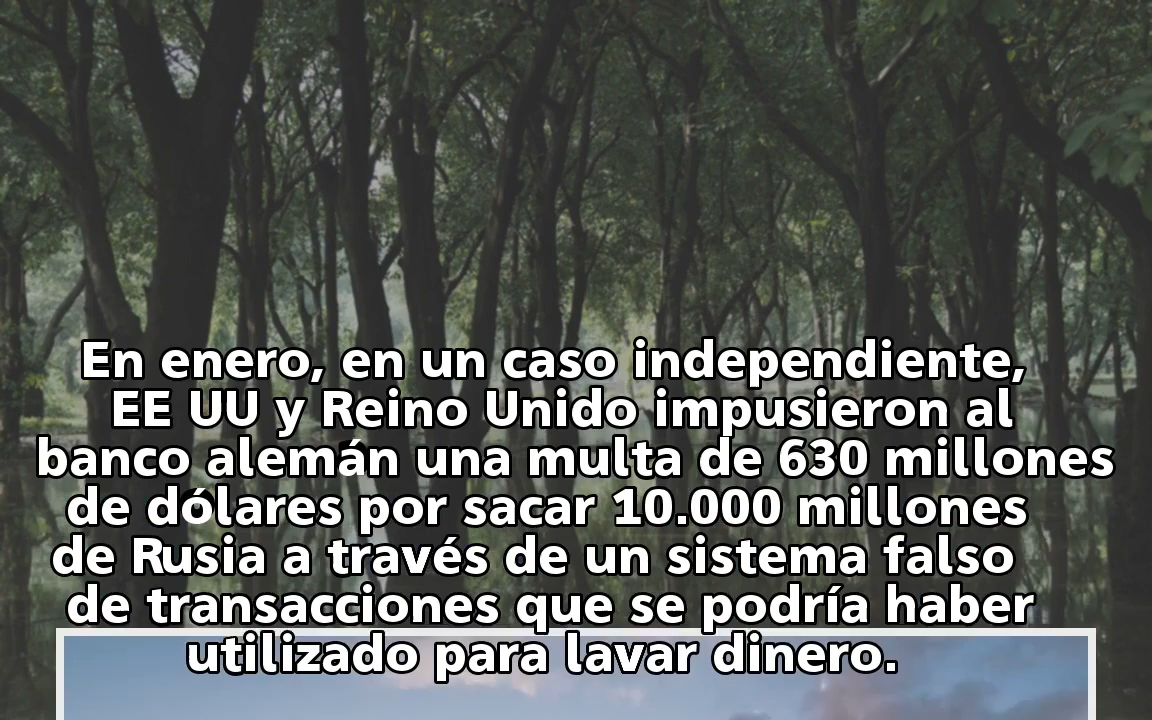 En enero, en un caso independiente,
EE UU y Reino Unido impusieron al
banco alemán una multa de 630 millones
de dólares por sacar 10.000 millones
de Rusia a través de un sistema falso
de transacciones que se podría haber
utilizado para lavar dinero.